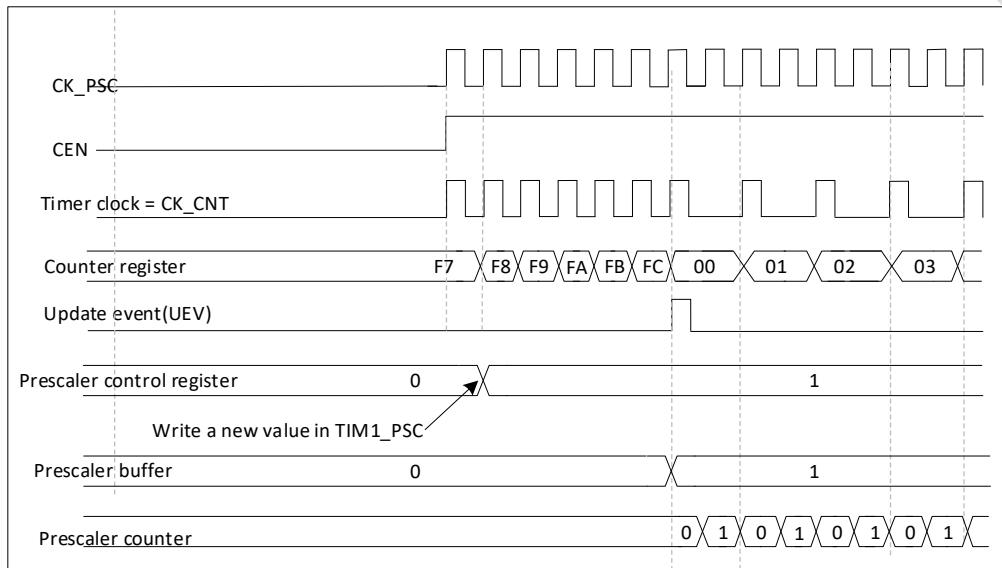 CK_PSC
CEN
Timer clock = CK_CNT
Counter register F7 F8 F9 FA FB FC 00 01 02 03
Update event(UEV)
Prescaler control register 0 1
Write a new value in TIM1_PSC
Prescaler buffer 0 1
Prescaler counter 0 1 0 1 0 1 0 1